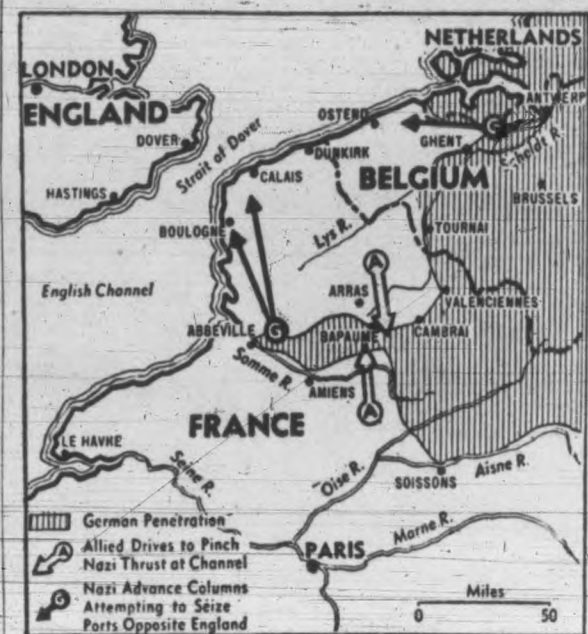 NETHERLANDS
LONDON
ENGLAND
ANTWERP
OSTEND
G
DOVER
Strait of Dover
DUNKIRK
GHENT
Scheldt R.
CALAIS
BELGIUM
HASTINGS
BRUSSELS
BOULOGNE
Lys R.
TOURNAI
A
English Channel
ARRAS
VALENCIENNES
ABBEVILLE
G
BAPAUME
CAMBRAI
Somme R.
AMIENS
A
FRANCE
LE HAVRE
Seine R.
Oise R.
SOISSONS
Aisne R.
German Penetration
Marne R.
A
Allied Drives to Pinch
Nazi Thrust at Channel
PARIS
G
Nazi Advance Columns
Attempting to Seize
Ports Opposite England
Miles
0 50